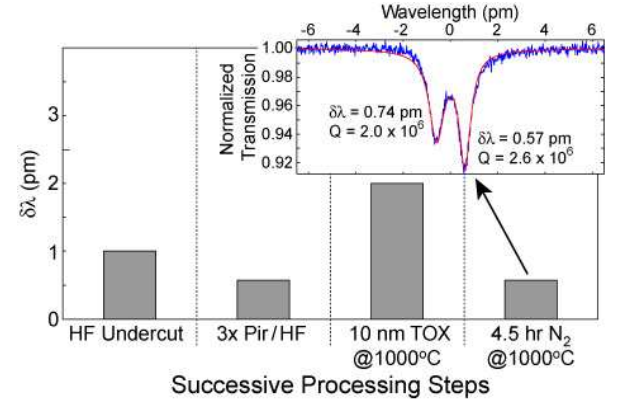 Wavelength (pm)
-6 -4 -2 0 2 4 6
Normalized
Transmission
1.00
0.98
0.96
0.94
0.92
δλ = 0.74 pm
Q = 2.0 x 10⁶
δλ = 0.57 pm
Q = 2.6 x 10⁶
δλ (pm)
3
2
1
0
HF Undercut
3x Pir/HF
10 nm TOX
@1000ºC
4.5 hr N₂
@1000ºC
Successive Processing Steps